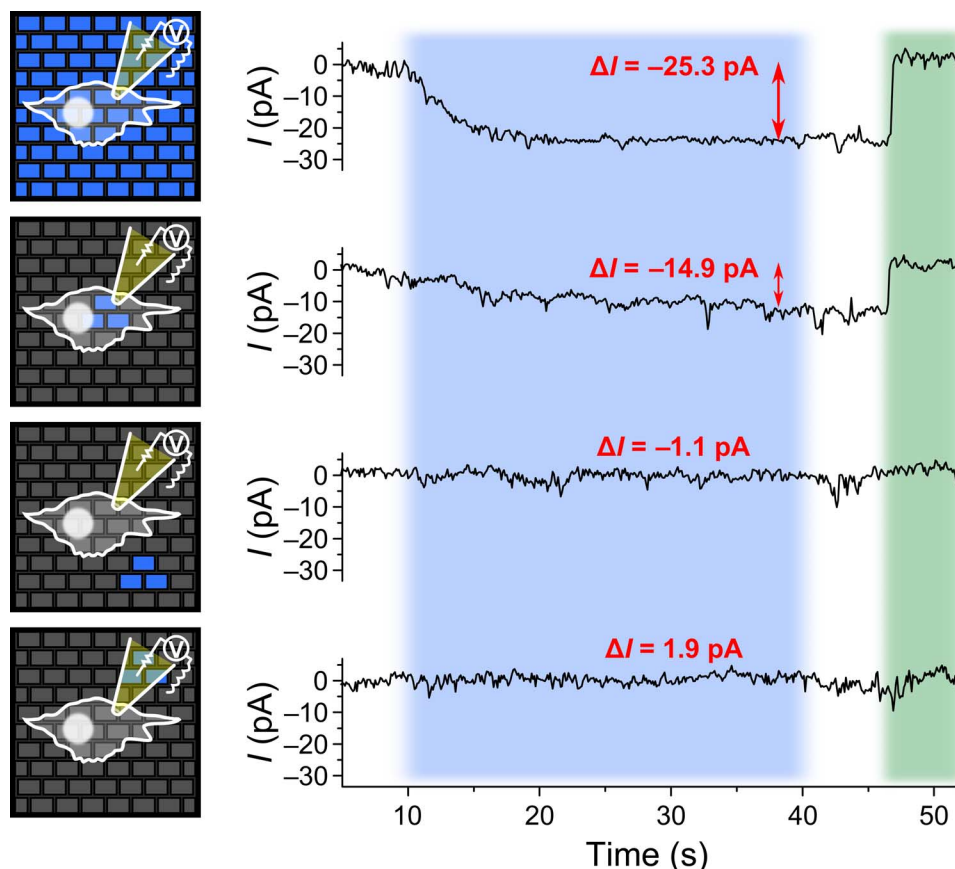 V
I (pA)
0
–10
–20
–30
ΔI = –25.3 pA
V
I (pA)
0
–10
–20
–30
ΔI = –14.9 pA
V
I (pA)
0
–10
–20
–30
ΔI = –1.1 pA
V
I (pA)
0
–10
–20
–30
ΔI = 1.9 pA
10 20 30 40 50
Time (s)